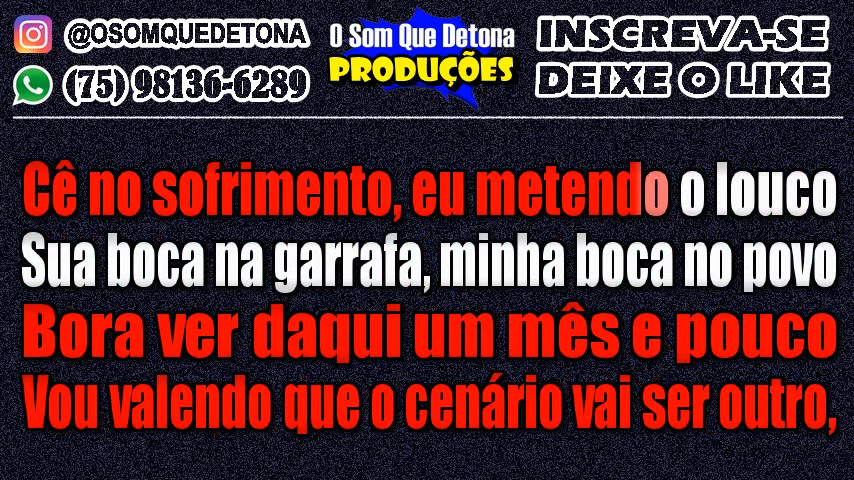 @OSOMQUEDETONA
(75) 98136-6289
O Som Que Detona
PRODUÇÕES
INSCREVA-SE
DEIXE O LIKE
Cê no sofrimento, eu metendo o louco
Sua boca na garrafa, minha boca no povo
Bora ver daqui um mês e pouco
Vou valendo que o cenário vai ser outro,